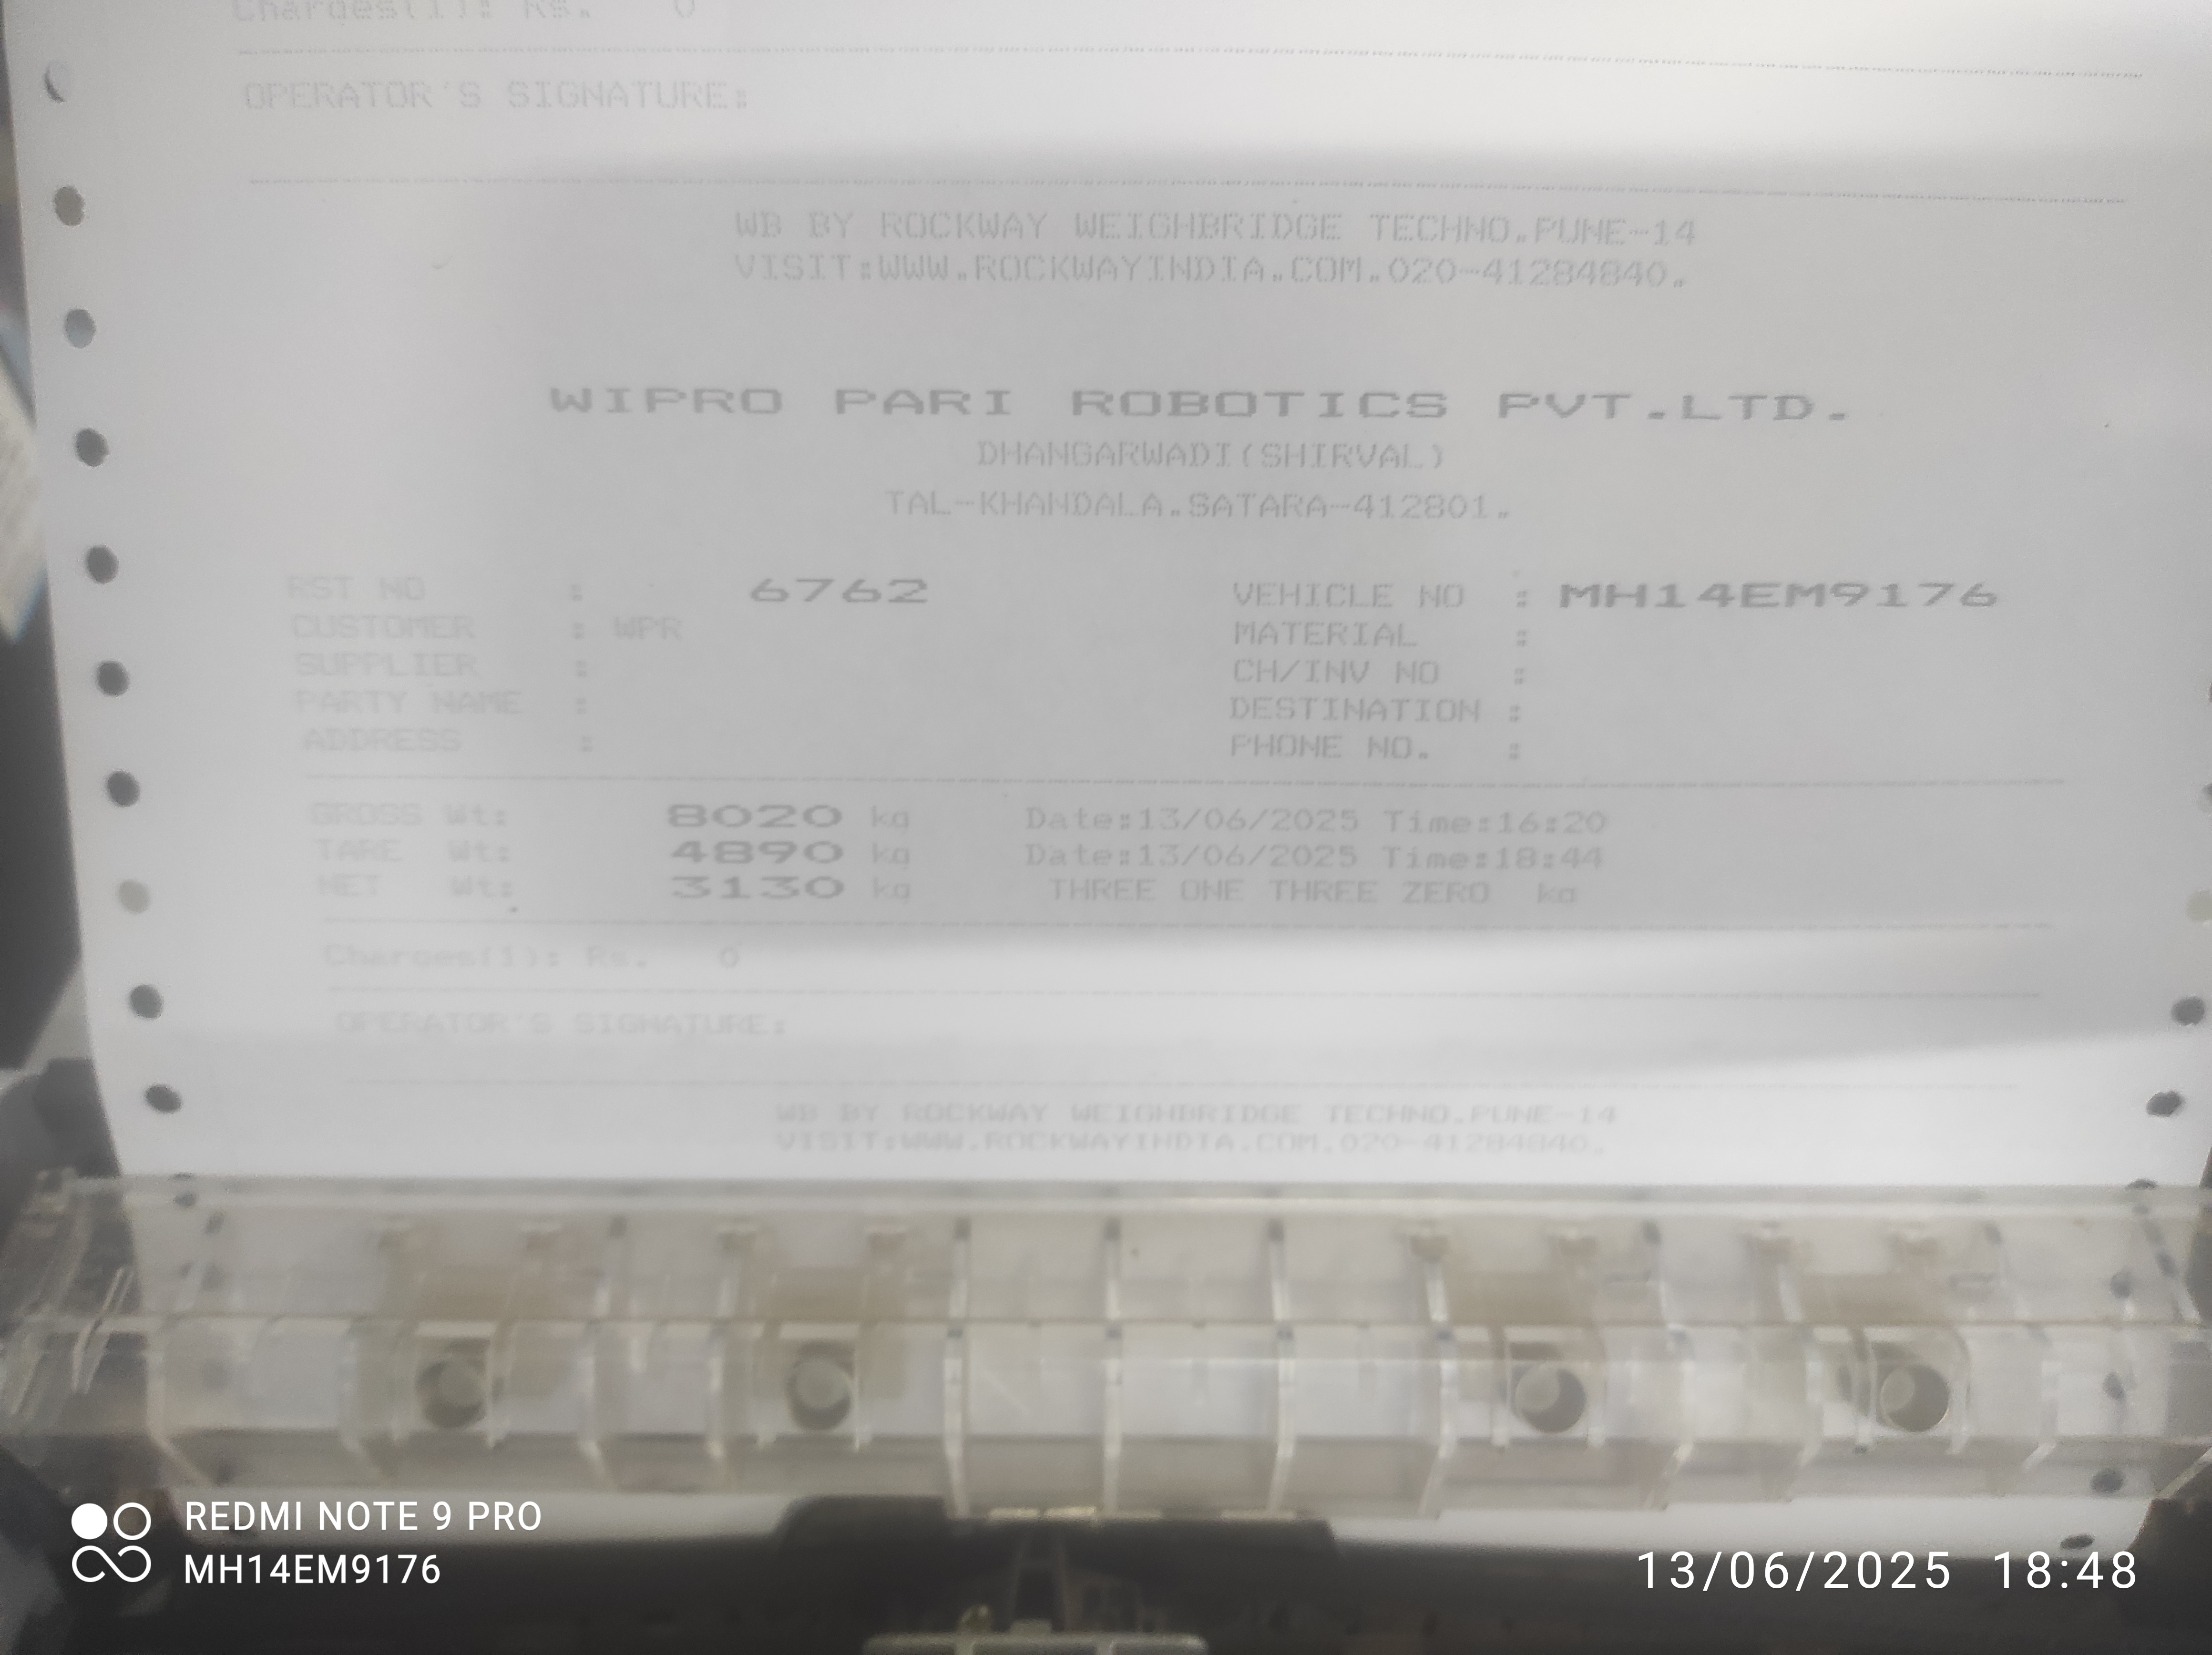 Charges(1): Rs. 0
OPERATOR'S SIGNATURE:
WB BY ROCKWAY WEIGHBRIDGE TECHNO.PUNE-14
VISIT:WWW.ROCKWAYINDIA.COM.020-41284840.
WIPRO PARI ROBOTICS PVT.LTD.
DHANGARWADI(SHIRVAL)
TAL-KHANDALA.SATARA-412801.
RST NO : 6762 VEHICLE NO : MH14EM9176
CUSTOMER : WPR MATERIAL :
SUPPLIER : CH/INV NO :
PARTY NAME : DESTINATION :
ADDRESS : PHONE NO. :
GROSS Wt: 8020 kg Date:13/06/2025 Time:16:20
TARE Wt: 4890 kg Date:13/06/2025 Time:18:44
NET Wt: 3130 kg THREE ONE THREE ZERO kg
Charges(1): Rs. 0
OPERATOR'S SIGNATURE:
WB BY ROCKWAY WEIGHBRIDGE TECHNO.PUNE-14
VISIT:WWW.ROCKWAYINDIA.COM.020-41284840.
REDMI NOTE 9 PRO
MH14EM9176
13/06/2025 18:48